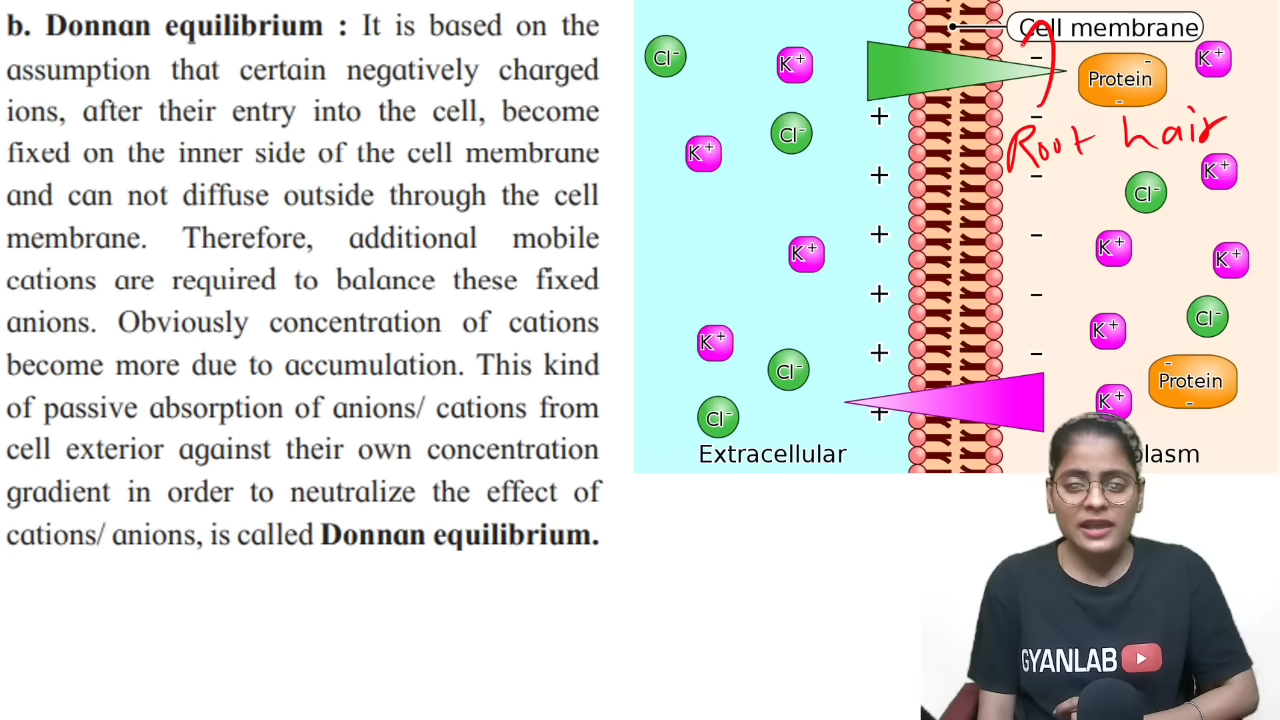 b. Donnan equilibrium : It is based on the
assumption that certain negatively charged
ions, after their entry into the cell, become
fixed on the inner side of the cell membrane
and can not diffuse outside through the cell
membrane. Therefore, additional mobile
cations are required to balance these fixed
anions. Obviously concentration of cations
become more due to accumulation. This kind
of passive absorption of anions/ cations from
cell exterior against their own concentration
gradient in order to neutralize the effect of
cations/ anions, is called Donnan equilibrium.
Cell membrane
Cl⁻
K⁺
-
K⁺
Protein
-
-
+
Cl⁻
-
Root hair
K⁺
+
-
K⁺
Cl⁻
+
-
K⁺
K⁺
K⁺
+
-
Cl⁻
K⁺
K⁺
+
-
Cl⁻
Protein
-
-
Cl⁻
+
K⁺
Extracellular
plasm
GYANLAB